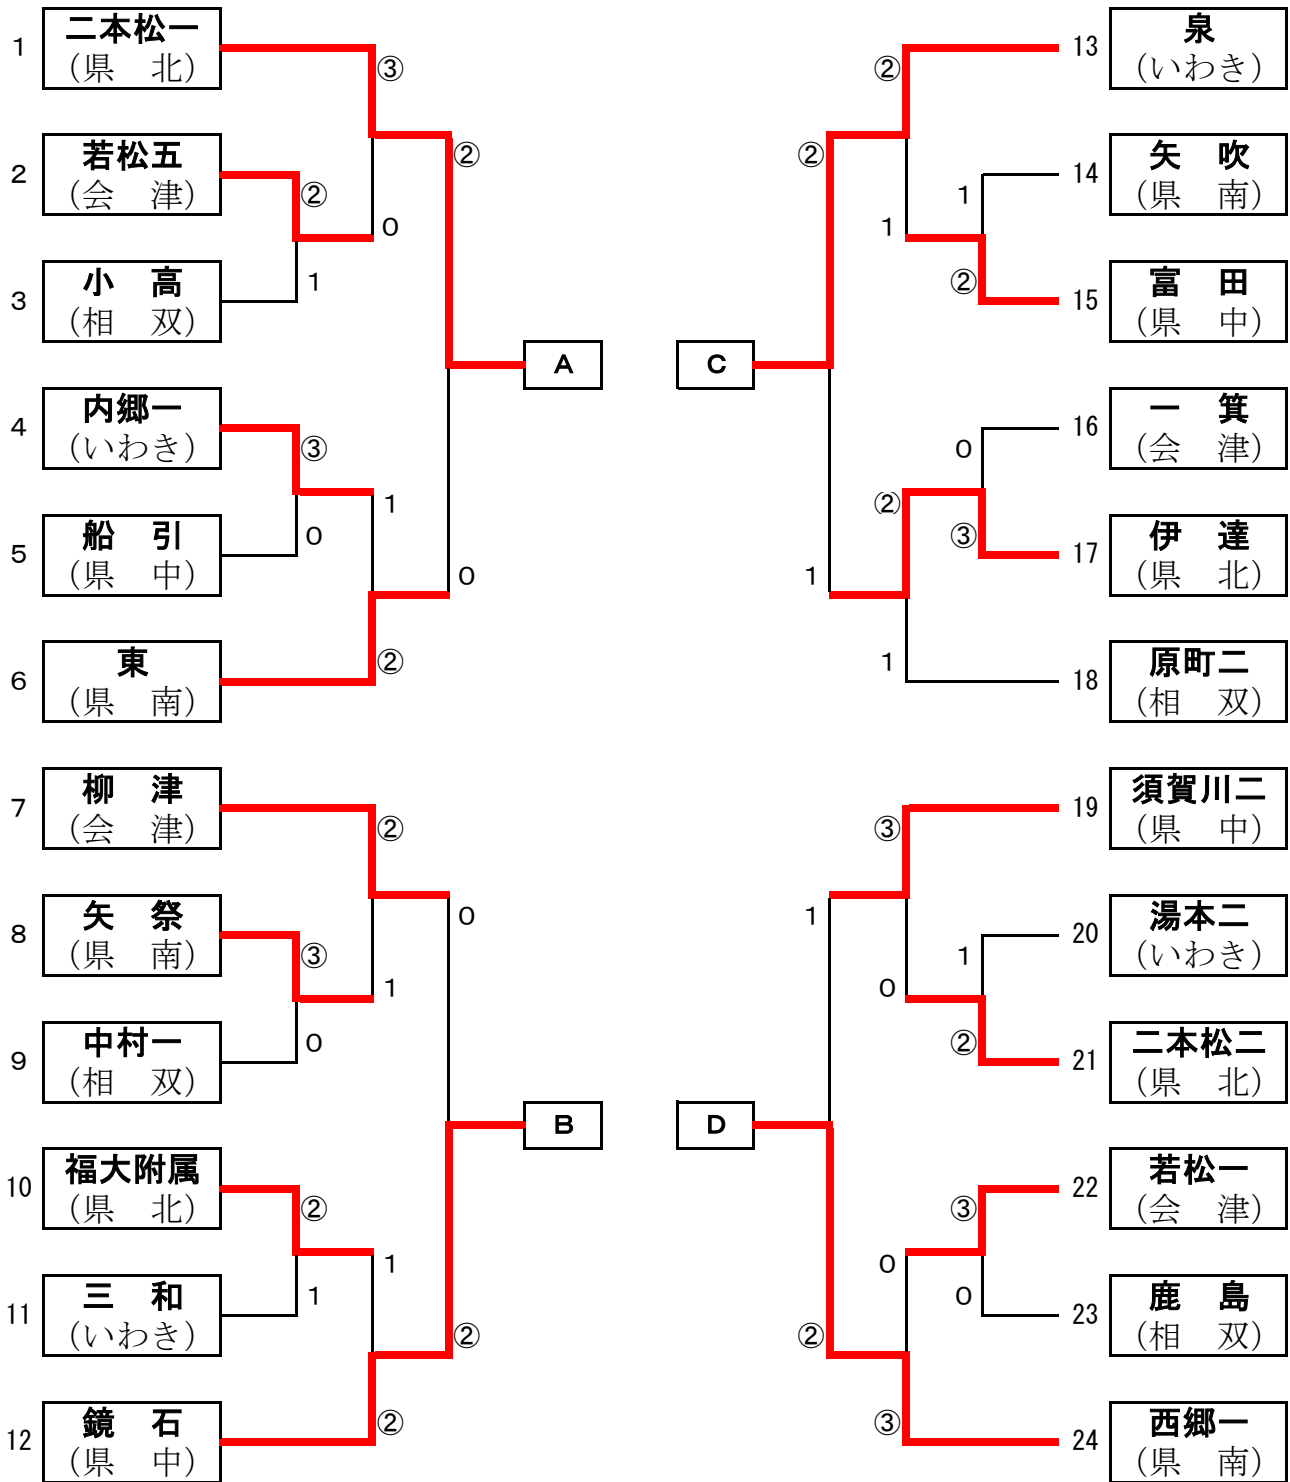 1
二本松一
(県　北)
③
2
若松五
(会　津)
②
0
3
小　高
(相　双)
1
②
A
4
内郷一
(いわき)
③
1
5
船　引
(県　中)
0
0
6
東
(県　南)
②
7
柳　津
(会　津)
②
8
矢　祭
(県　南)
③
1
0
9
中村一
(相　双)
0
B
10
福大附属
(県　北)
②
1
11
三　和
(いわき)
1
②
12
鏡　石
(県　中)
②
13
泉
(いわき)
②
②
14
矢　吹
(県　南)
1
1
15
富　田
(県　中)
②
C
16
一　箕
(会　津)
0
②
17
伊　達
(県　北)
③
1
18
原町二
(相　双)
1
19
須賀川二
(県　中)
③
1
20
湯本二
(いわき)
1
0
21
二本松二
(県　北)
②
D
22
若松一
(会　津)
③
0
23
鹿　島
(相　双)
0
②
24
西郷一
(県　南)
③